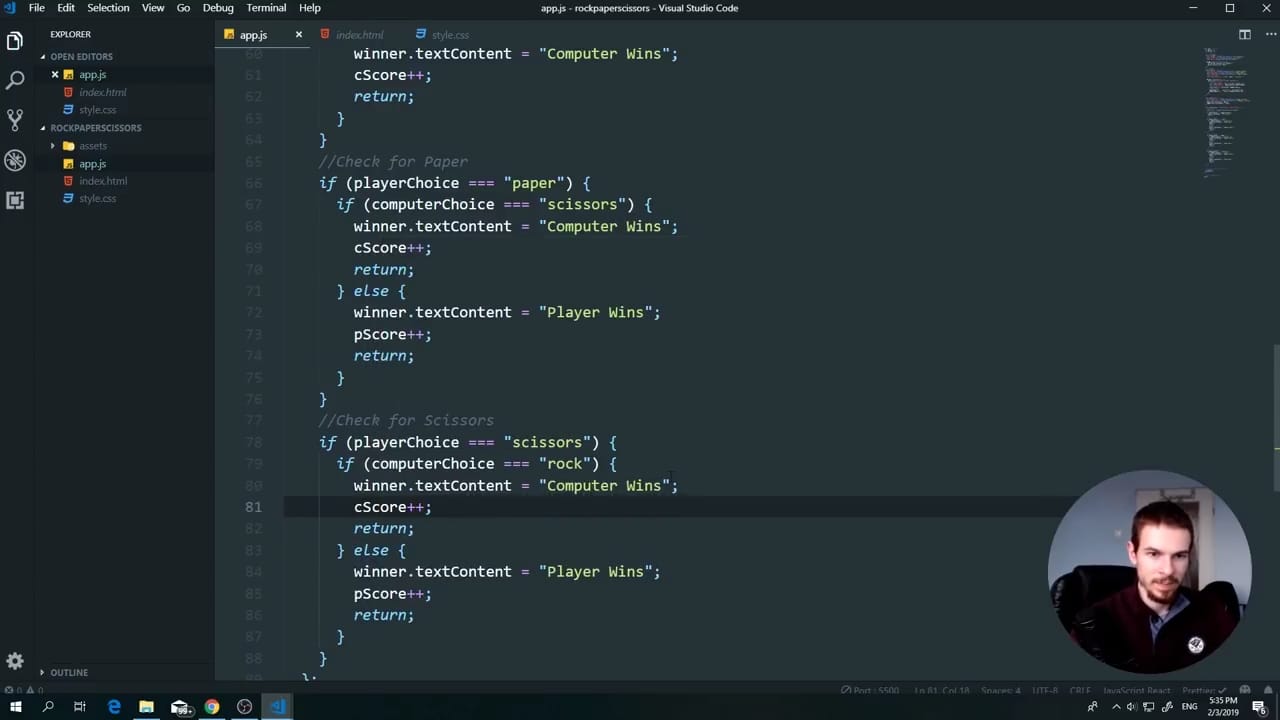 File Edit Selection View Go Debug Terminal Help
app.js - rockpaperscissors - Visual Studio Code
EXPLORER
OPEN EDITORS
app.js
index.html
style.css
ROCKPAPERSCISSORS
assets
app.js
index.html
style.css
OUTLINE
app.js index.html style.css
60 winner.textContent = "Computer Wins";
61 cScore++;
62 return;
63 }
64 }
65 //Check for Paper
66 if (playerChoice === "paper") {
67 if (computerChoice === "scissors") {
68 winner.textContent = "Computer Wins";
69 cScore++;
70 return;
71 } else {
72 winner.textContent = "Player Wins";
73 pScore++;
74 return;
75 }
76 }
77 //Check for Scissors
78 if (playerChoice === "scissors") {
79 if (computerChoice === "rock") {
80 winner.textContent = "Computer Wins";
81 cScore++;
82 return;
83 } else {
84 winner.textContent = "Player Wins";
85 pScore++;
86 return;
87 }
88 }
89 };
0 0 Port : 5500 Ln 81, Col 18 Spaces: 4 UTF-8 CRLF JavaScript React Prettier: ✓
99+ ENG 5:35 PM
2/3/2019 6